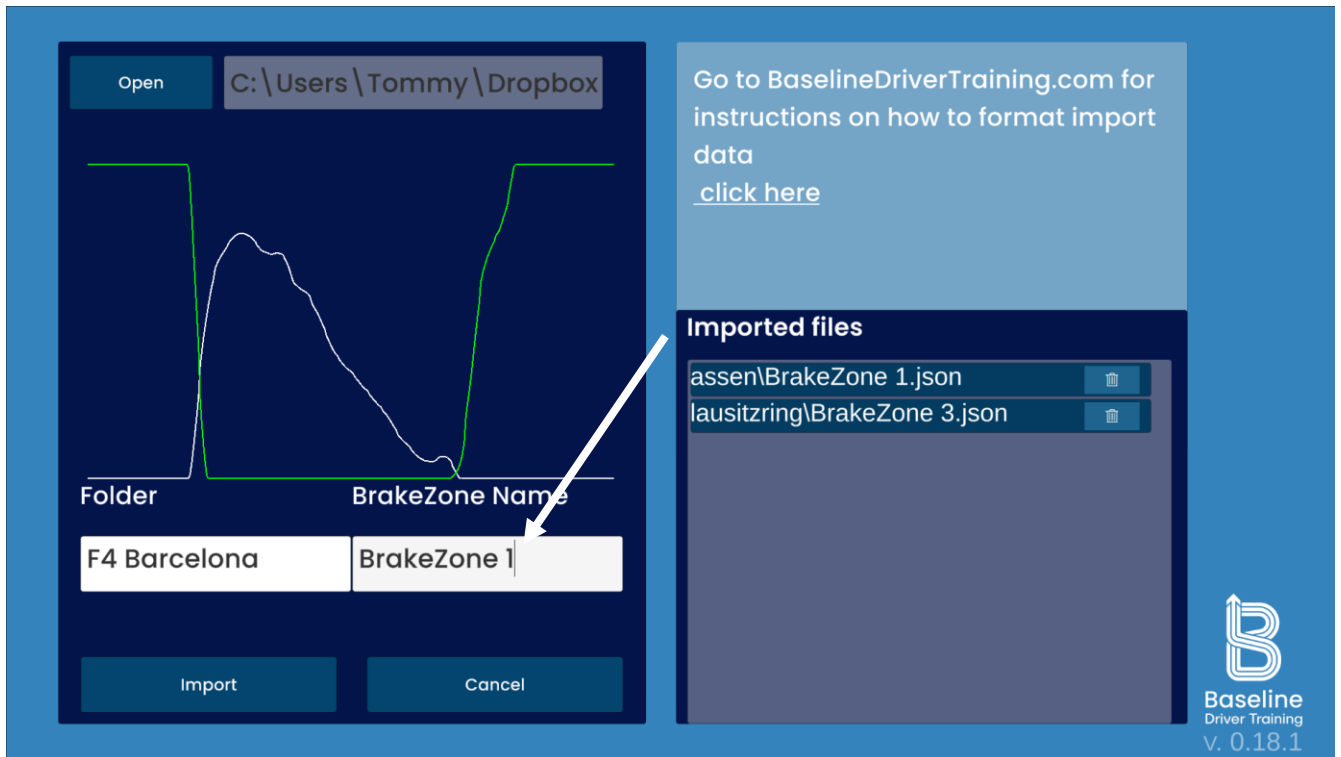 Open
C:\Users\Tommy\Dropbox
Folder
BrakeZone Name
F4 Barcelona
BrakeZone 1
Import
Cancel
Go to BaselineDriverTraining.com for
instructions on how to format import
data
click here
Imported files
assen\BrakeZone 1.json
lausitzring\BrakeZone 3.json
Baseline
Driver Training
v. 0.18.1